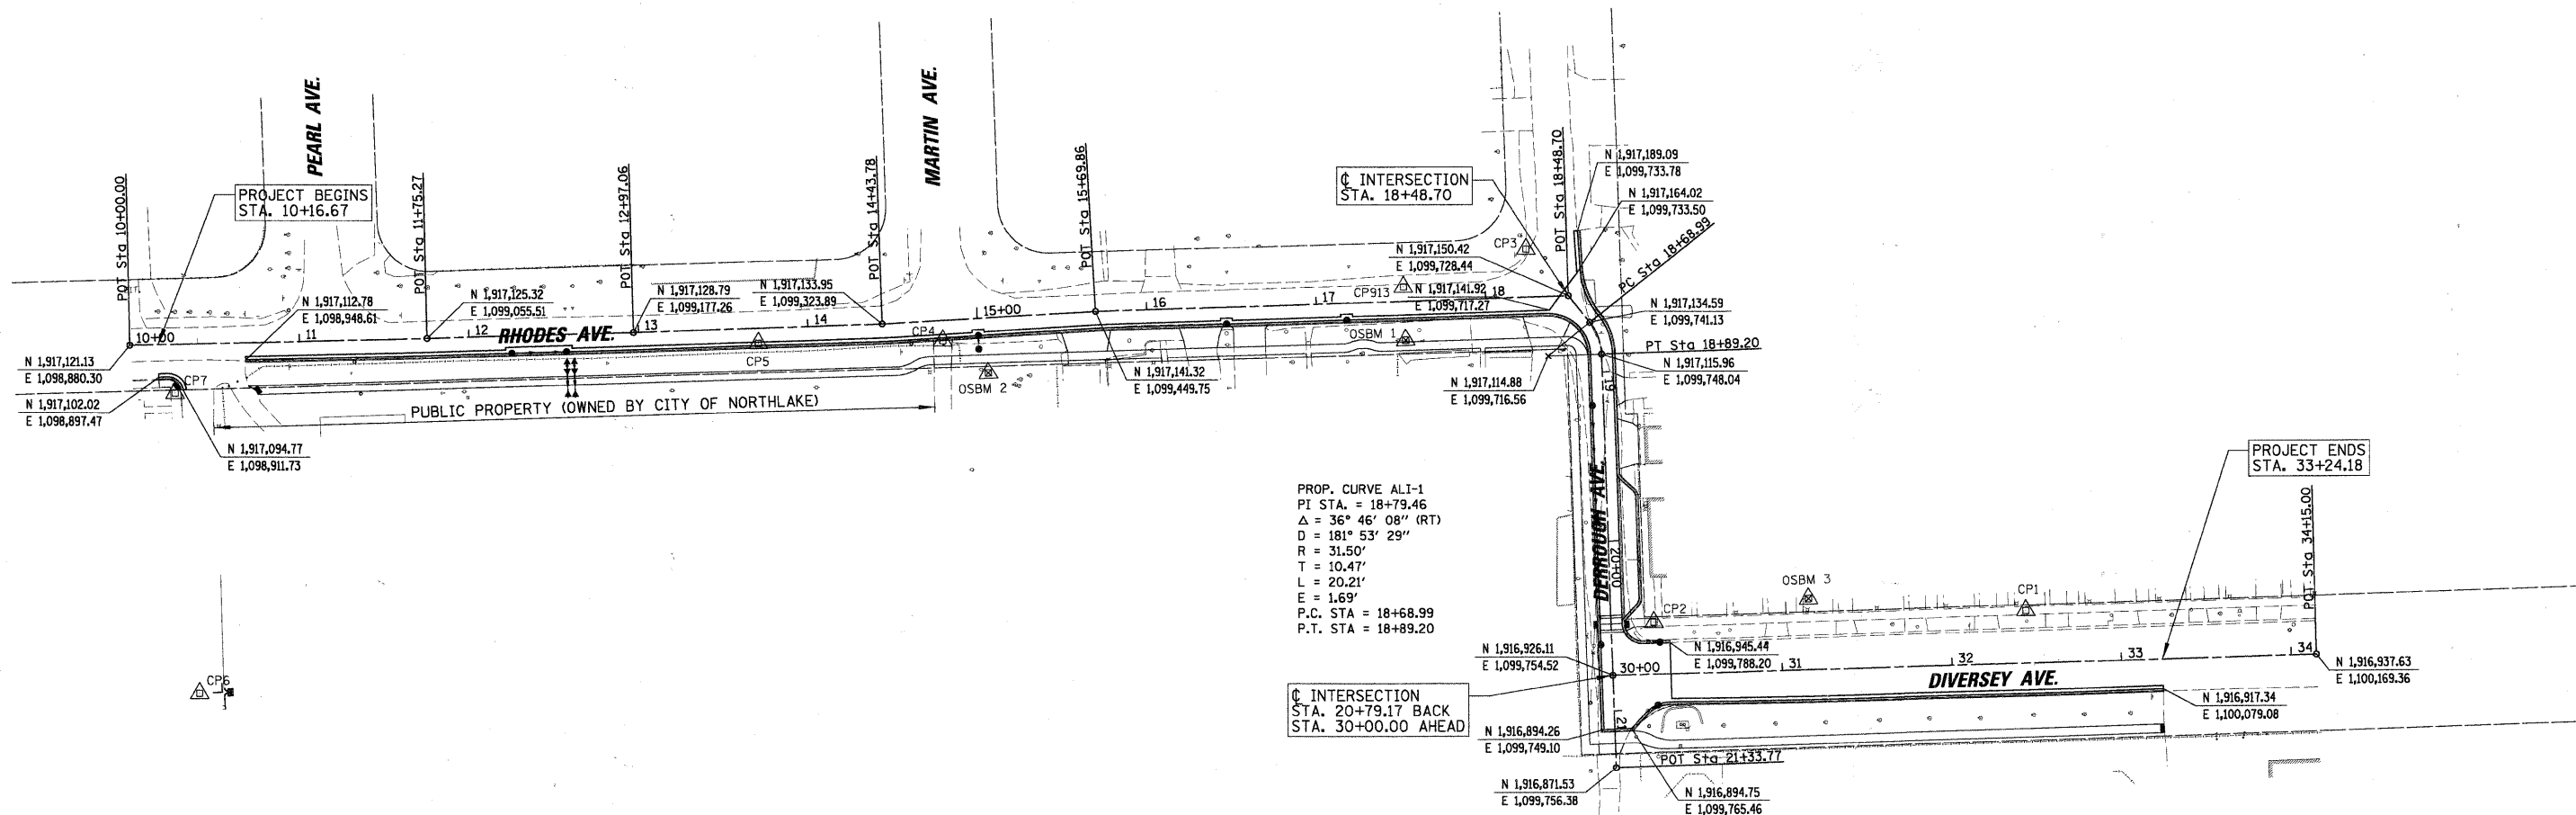 PEARL AVE.
MARTIN AVE.
PROJECT BEGINS
STA. 10+16.67
POT Sta 10+00.00
POT Sta 11+75.27
POT Sta 12+97.06
POT Sta 14+43.78
POT Sta 15+69.86
POT Sta 18+48.70
℄ INTERSECTION
STA. 18+48.70
N 1,917,189.09
E 1,099,733.78
N 1,917,164.02
E 1,099,733.50
PC Sta 18+68.99
CP3
N 1,917,150.42
E 1,099,728.44
CP913
N 1,917,141.92
E 1,099,717.27
N 1,917,134.59
E 1,099,741.13
PT Sta 18+89.20
N 1,917,115.96
E 1,099,748.04
N 1,917,114.88
E 1,099,716.56
N 1,917,112.78
E 1,098,948.61
N 1,917,125.32
E 1,099,055.51
N 1,917,128.79
E 1,099,177.26
N 1,917,133.95
E 1,099,323.89
10+00
11
12
RHODES AVE.
13
14
15+00
16
17
18
19
CP4
CP5
OSBM 1
OSBM 2
N 1,917,141.32
E 1,099,449.75
N 1,917,121.13
E 1,098,880.30
CP7
N 1,917,102.02
E 1,098,897.47
PUBLIC PROPERTY (OWNED BY CITY OF NORTHLAKE)
N 1,917,094.77
E 1,098,911.73
CP6
PROP. CURVE ALI-1
PI STA. = 18+79.46
Δ = 36° 46' 08" (RT)
D = 181° 53' 29"
R = 31.50'
T = 10.47'
L = 20.21'
E = 1.69'
P.C. STA = 18+68.99
P.T. STA = 18+89.20
DERROUGH AVE.
20+00
PROJECT ENDS
STA. 33+24.18
POT Sta 34+15.00
OSBM 3
CP1
CP2
N 1,916,926.11
E 1,099,754.52
30+00
N 1,916,945.44
E 1,099,788.20
31
32
33
34
N 1,916,937.63
E 1,100,169.36
DIVERSEY AVE.
℄ INTERSECTION
STA. 20+79.17 BACK
STA. 30+00.00 AHEAD
21
N 1,916,917.34
E 1,100,079.08
N 1,916,894.26
E 1,099,749.10
POT Sta 21+33.77
N 1,916,871.53
E 1,099,756.38
N 1,916,894.75
E 1,099,765.46